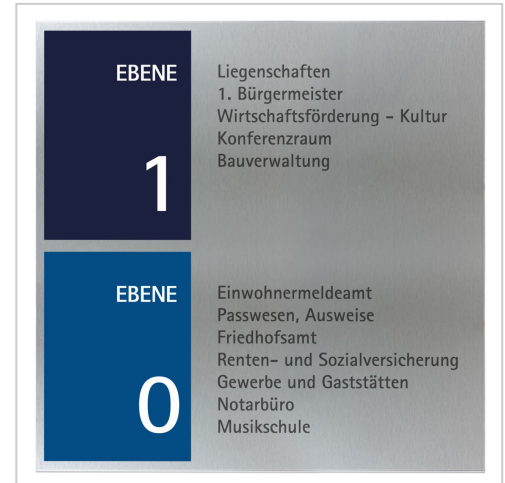 EBENE
1
Liegenschaften
1. Bürgermeister
Wirtschaftsförderung - Kultur
Konferenzraum
Bauverwaltung
EBENE
0
Einwohnermeldeamt
Passwesen, Ausweise
Friedhofsamt
Renten- und Sozialversicherung
Gewerbe und Gaststätten
Notarbüro
Musikschule